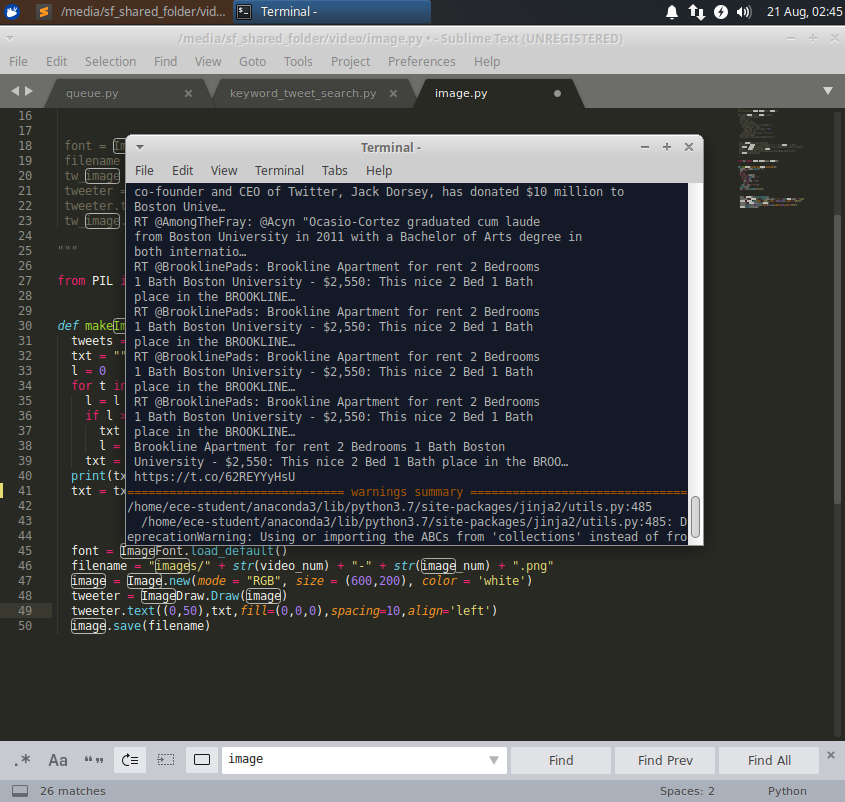 /media/sf_shared_folder/vid...
Terminal -
21 Aug, 02:45
/media/sf_shared_folder/video/image.py • - Sublime Text (UNREGISTERED)
File Edit Selection Find View Goto Tools Project Preferences Help
queue.py
keyword_tweet_search.py
image.py
16
17
18 font = Im
19 filename
20 tw_image
21 tweeter =
22 tweeter.t
23 tw_image.
24
25 """
26
27 from PIL i
28
29
30 def makeIm
31 tweets =
32 txt = ""
33 l = 0
34 for t in
35 l = l
36 if l >
37 txt
38 l =
39 txt =
40 print(tx
41 txt = tx
42
43
44
45 font = ImageFont.load_default()
46 filename = "images/" + str(video_num) + "-" + str(image_num) + ".png"
47 image = Image.new(mode = "RGB", size = (600,200), color = 'white')
48 tweeter = ImageDraw.Draw(image)
49 tweeter.text((0,50),txt,fill=(0,0,0),spacing=10,align='left')
50 image.save(filename)
Terminal -
File Edit View Terminal Tabs Help
co-founder and CEO of Twitter, Jack Dorsey, has donated $10 million to
Boston Unive…
RT @AmongTheFray: @Acyn "Ocasio-Cortez graduated cum laude
from Boston University in 2011 with a Bachelor of Arts degree in
both internatio…
RT @BrooklinePads: Brookline Apartment for rent 2 Bedrooms
1 Bath Boston University - $2,550: This nice 2 Bed 1 Bath
place in the BROOKLINE…
RT @BrooklinePads: Brookline Apartment for rent 2 Bedrooms
1 Bath Boston University - $2,550: This nice 2 Bed 1 Bath
place in the BROOKLINE…
RT @BrooklinePads: Brookline Apartment for rent 2 Bedrooms
1 Bath Boston University - $2,550: This nice 2 Bed 1 Bath
place in the BROOKLINE…
RT @BrooklinePads: Brookline Apartment for rent 2 Bedrooms
1 Bath Boston University - $2,550: This nice 2 Bed 1 Bath
place in the BROOKLINE…
Brookline Apartment for rent 2 Bedrooms 1 Bath Boston
University - $2,550: This nice 2 Bed 1 Bath place in the BROO…
https://t.co/62REYYyHsU
=============================== warnings summary ===============================
/home/ece-student/anaconda3/lib/python3.7/site-packages/jinja2/utils.py:485
/home/ece-student/anaconda3/lib/python3.7/site-packages/jinja2/utils.py:485: D
eprecationWarning: Using or importing the ABCs from 'collections' instead of fro
.* Aa “” image Find Find Prev Find All
26 matches Spaces: 2 Python